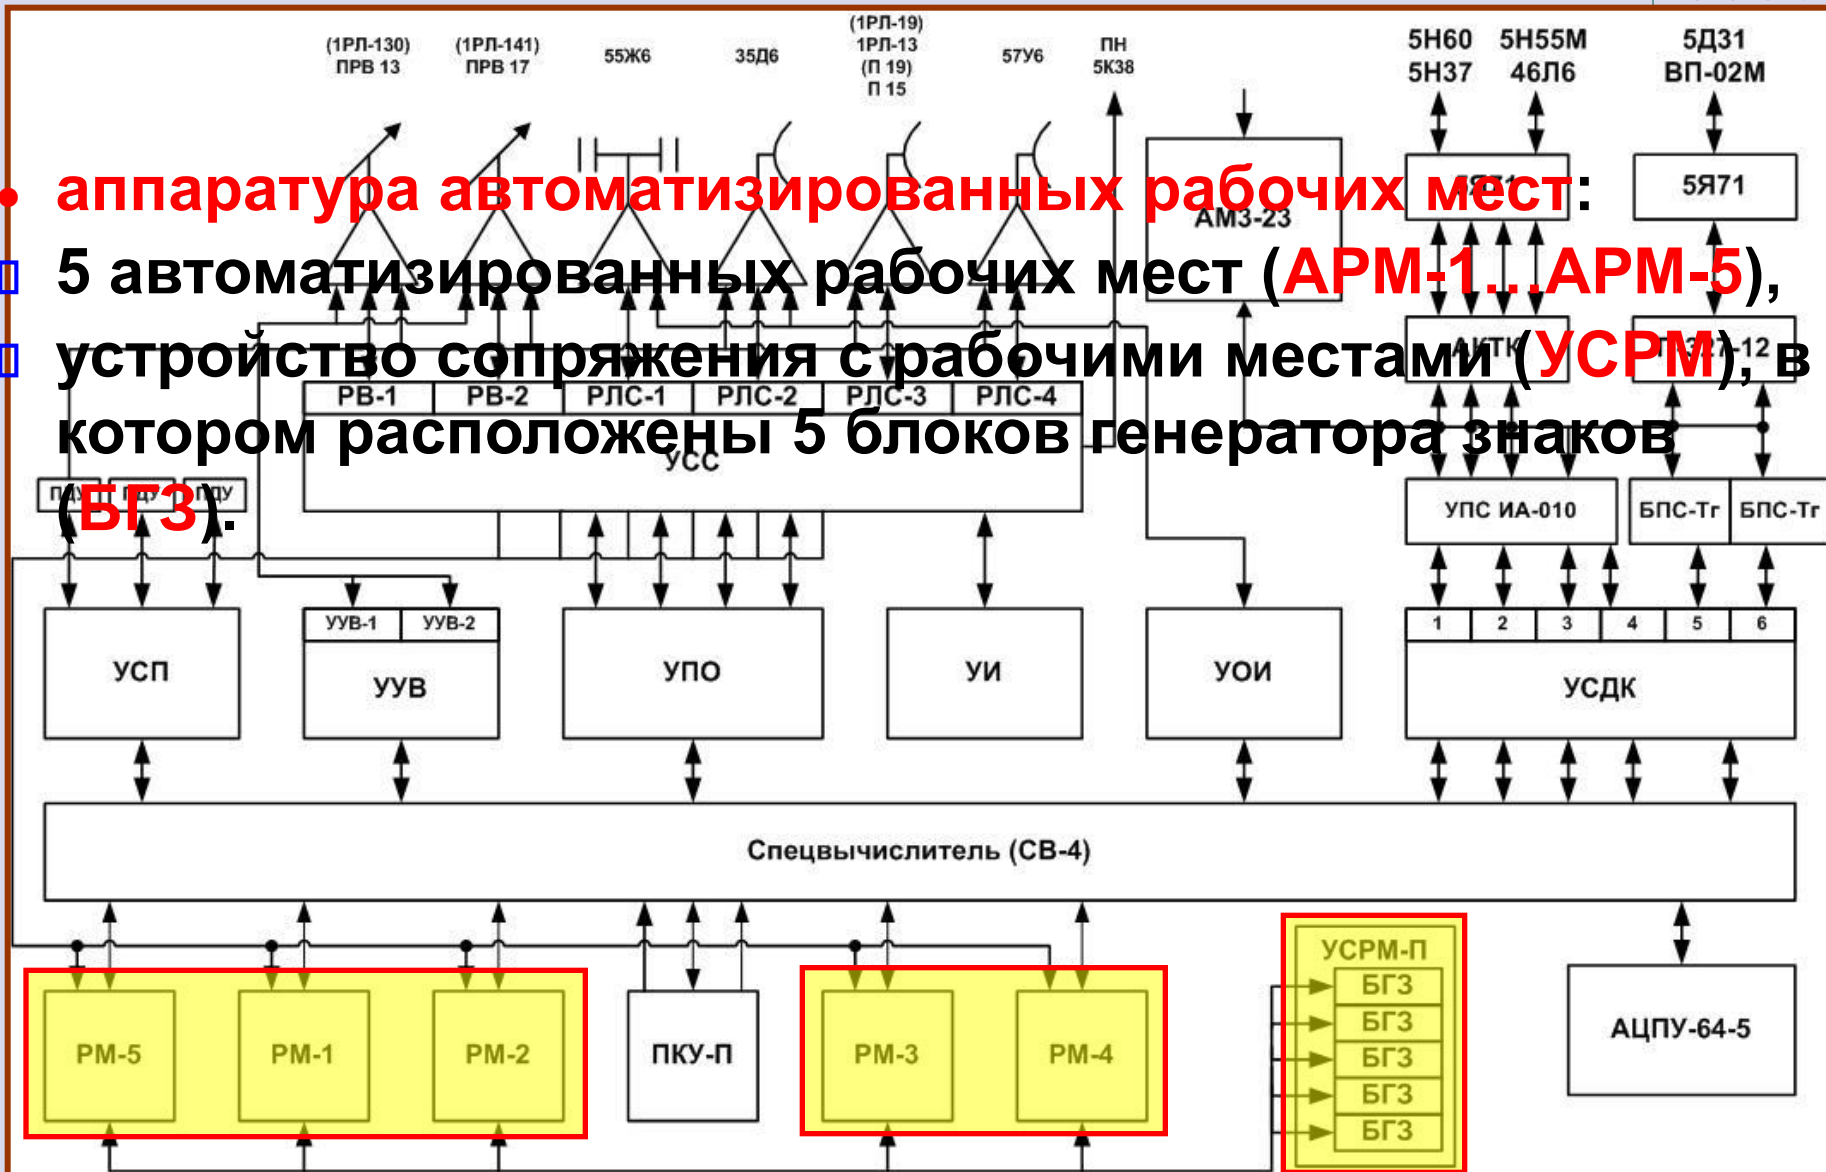 (1РЛ-130)
ПРВ 13
(1РЛ-141)
ПРВ 17
55Ж6
35Д6
(1РЛ-19)
1РЛ-13
(П 19)
П 15
57У6
ПН
5К38
5Н60
5Н37
5Н55М
46Л6
5Д31
ВП-02М
• аппаратура автоматизированных рабочих мест:
5 автоматизированных рабочих мест (АРМ-1...АРМ-5),
устройство сопряжения с рабочими местами (УСРМ), в
котором расположены 5 блоков генератора знаков
(БГЗ).
АМЗ-23
5Я71
АКТК
РВ-1
РВ-2
РЛС-1
РЛС-2
РЛС-3
РЛС-4
УСС
ПДУ
ПДУ
ПДУ
УПС ИА-010
БПС-Тг
БПС-Тг
УСП
УУВ-1
УУВ-2
УУВ
УПО
УИ
УОИ
1
2
3
4
5
6
УСДК
Спецвычислитель (СВ-4)
РМ-5
РМ-1
РМ-2
ПКУ-П
РМ-3
РМ-4
УСРМ-П
БГЗ
БГЗ
БГЗ
БГЗ
БГЗ
АЦПУ-64-5